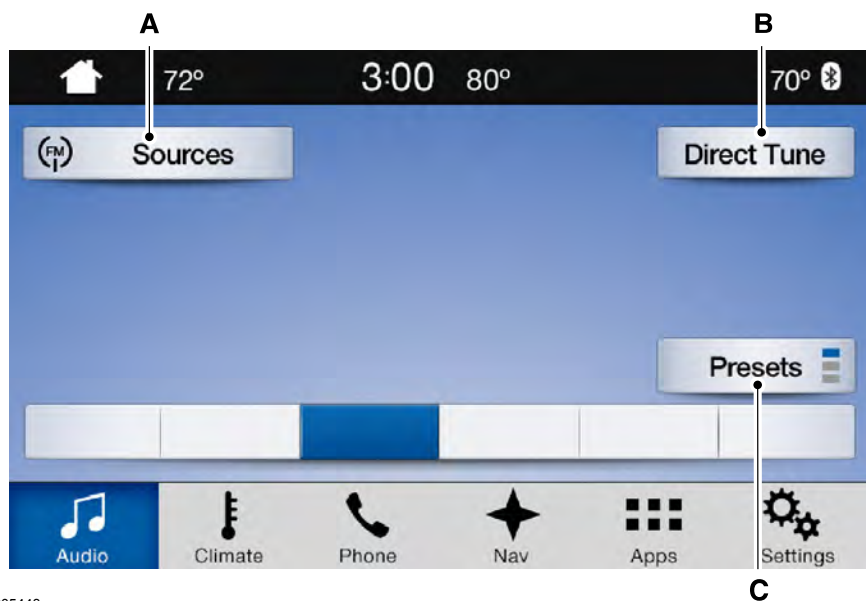 A B
72° 3:00 80° 70°
FM Sources Direct Tune
Presets
Audio Climate Phone Nav Apps Settings
C